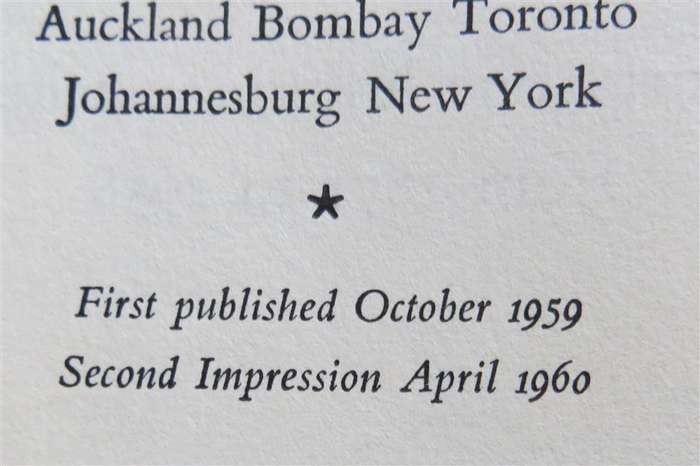 Auckland Bombay Toronto
Johannesburg New York
★
First published October 1959
Second Impression April 1960